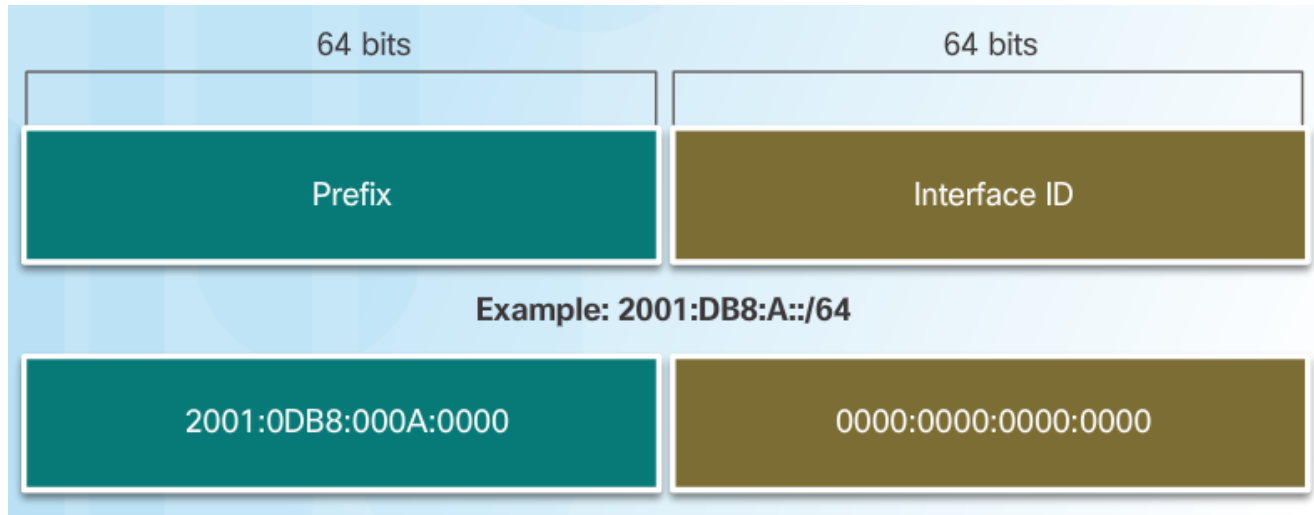 64 bits 64 bits
Prefix Interface ID
Example: 2001:DB8:A::/64
2001:0DB8:000A:0000 0000:0000:0000:0000